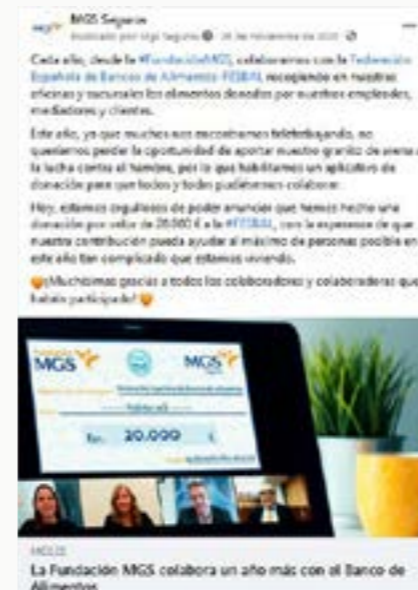 MGS Seguros
Cada año, desde la #FundaciónMGS, colaboramos con la Federación
Española de Bancos de Alimentos-FESBAL recogiendo en nuestras
oficinas y sucursales los alimentos donados por nuestros empleados,
mediadores y clientes.
Este año, ya que muchos nos encontramos teletrabajando, no
queríamos perder la oportunidad de aportar nuestro granito de arena a
la lucha contra el hambre, por lo que habilitamos un aplicativo de
donación para que todos y todas pudiéramos colaborar.
Hoy, estamos orgullosos de poder anunciar que hemos hecho una
donación por valor de € a la #FESBAL, con la esperanza de que
nuestra contribución pueda ayudar al máximo de personas posible en
este año tan complicado que estamos viviendo.
¡Muchísimas gracias a todos los colaboradores y colaboradoras que
habéis participado!
MGS
MGS
20.000
La Fundación MGS colabora un año más con el Banco de
Alimentos